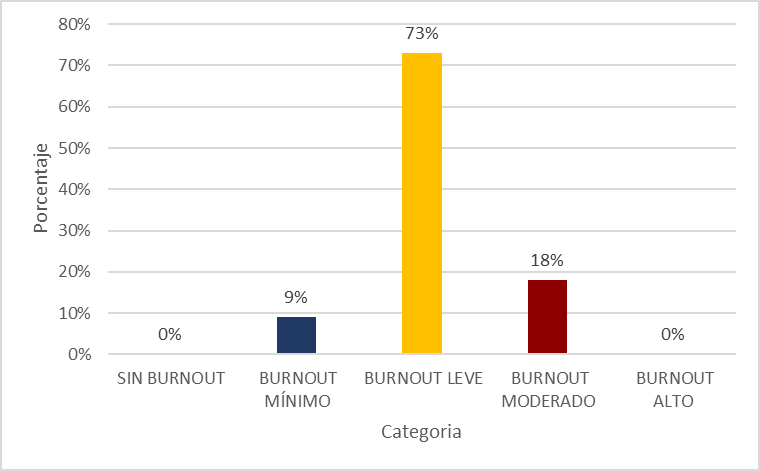 80%
70%
60%
50%
40%
30%
20%
10%
0%
Porcentaje
0%
9%
73%
18%
0%
SIN BURNOUT
BURNOUT
MÍNIMO
BURNOUT LEVE
BURNOUT
MODERADO
BURNOUT
ALTO
Categoria